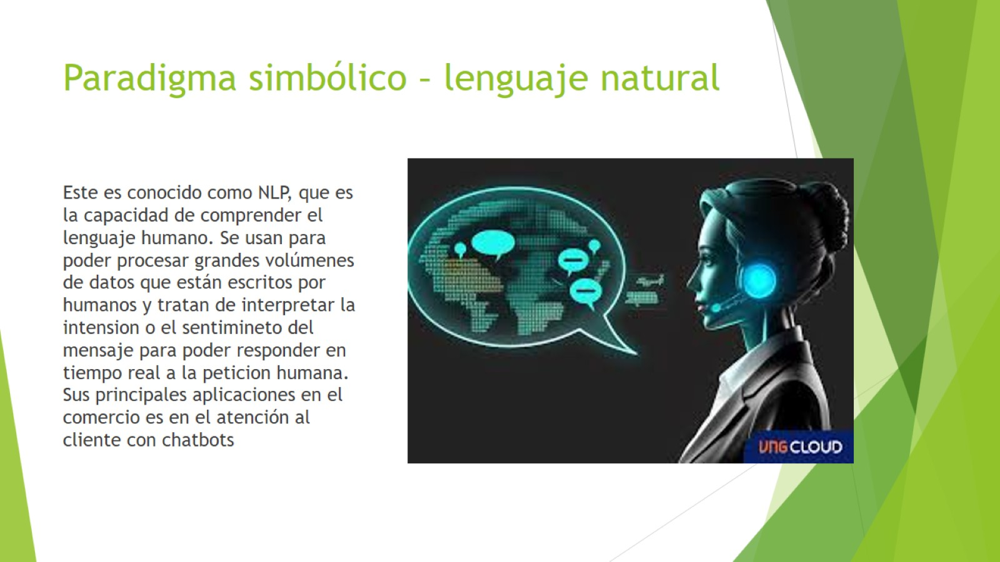 Paradigma simbólico – lenguaje natural
Este es conocido como NLP, que es
la capacidad de comprender el
lenguaje humano. Se usan para
poder procesar grandes volúmenes
de datos que están escritos por
humanos y tratan de interpretar la
intension o el sentimineto del
mensaje para poder responder en
tiempo real a la peticion humana.
Sus principales aplicaciones en el
comercio es en el atención al
cliente con chatbots
VNG CLOUD